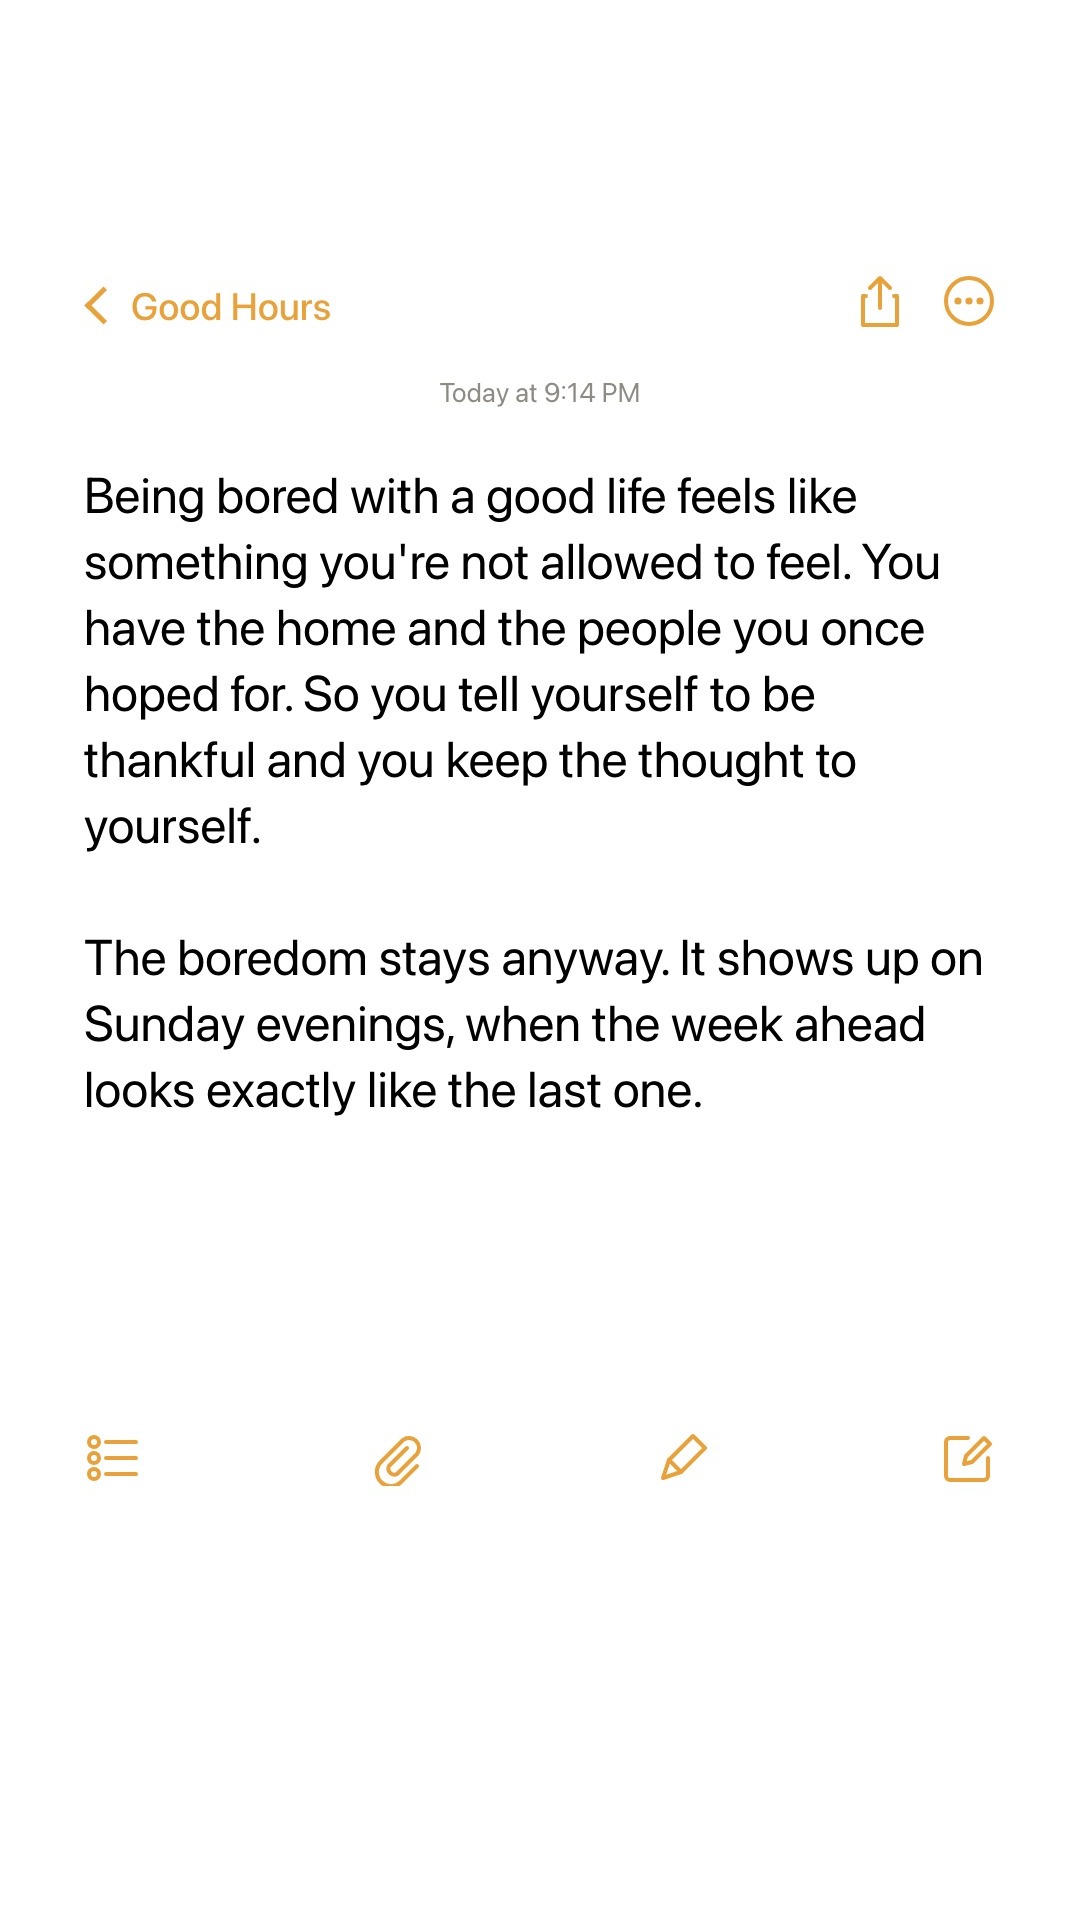 Good Hours
Today at 9:14 PM
Being bored with a good life feels like
something you're not allowed to feel. You
have the home and the people you once
hoped for. So you tell yourself to be
thankful and you keep the thought to
yourself.
The boredom stays anyway. It shows up on
Sunday evenings, when the week ahead
looks exactly like the last one.